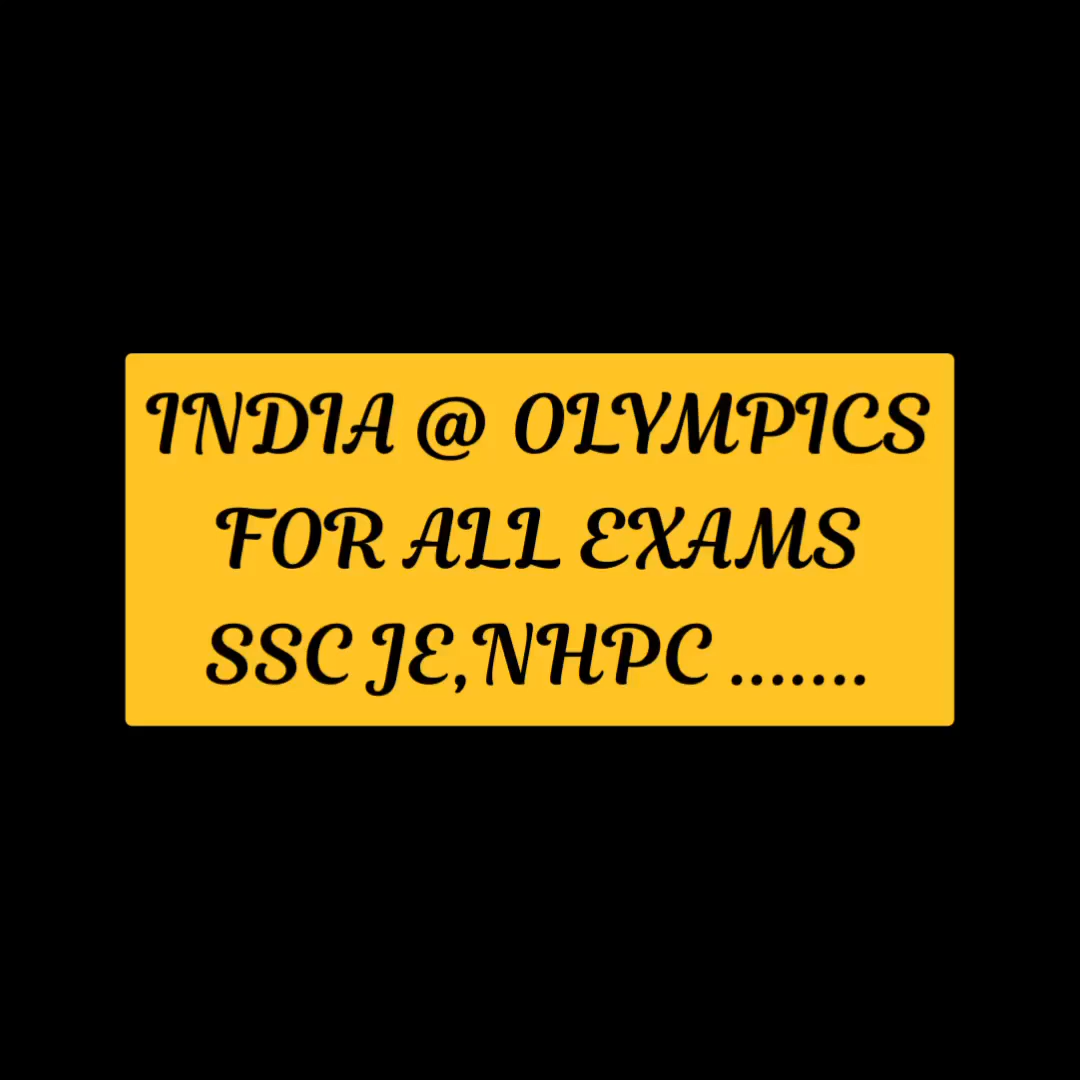 INDIA @ OLYMPICS
FOR ALL EXAMS
SSC JE,NHPC .......